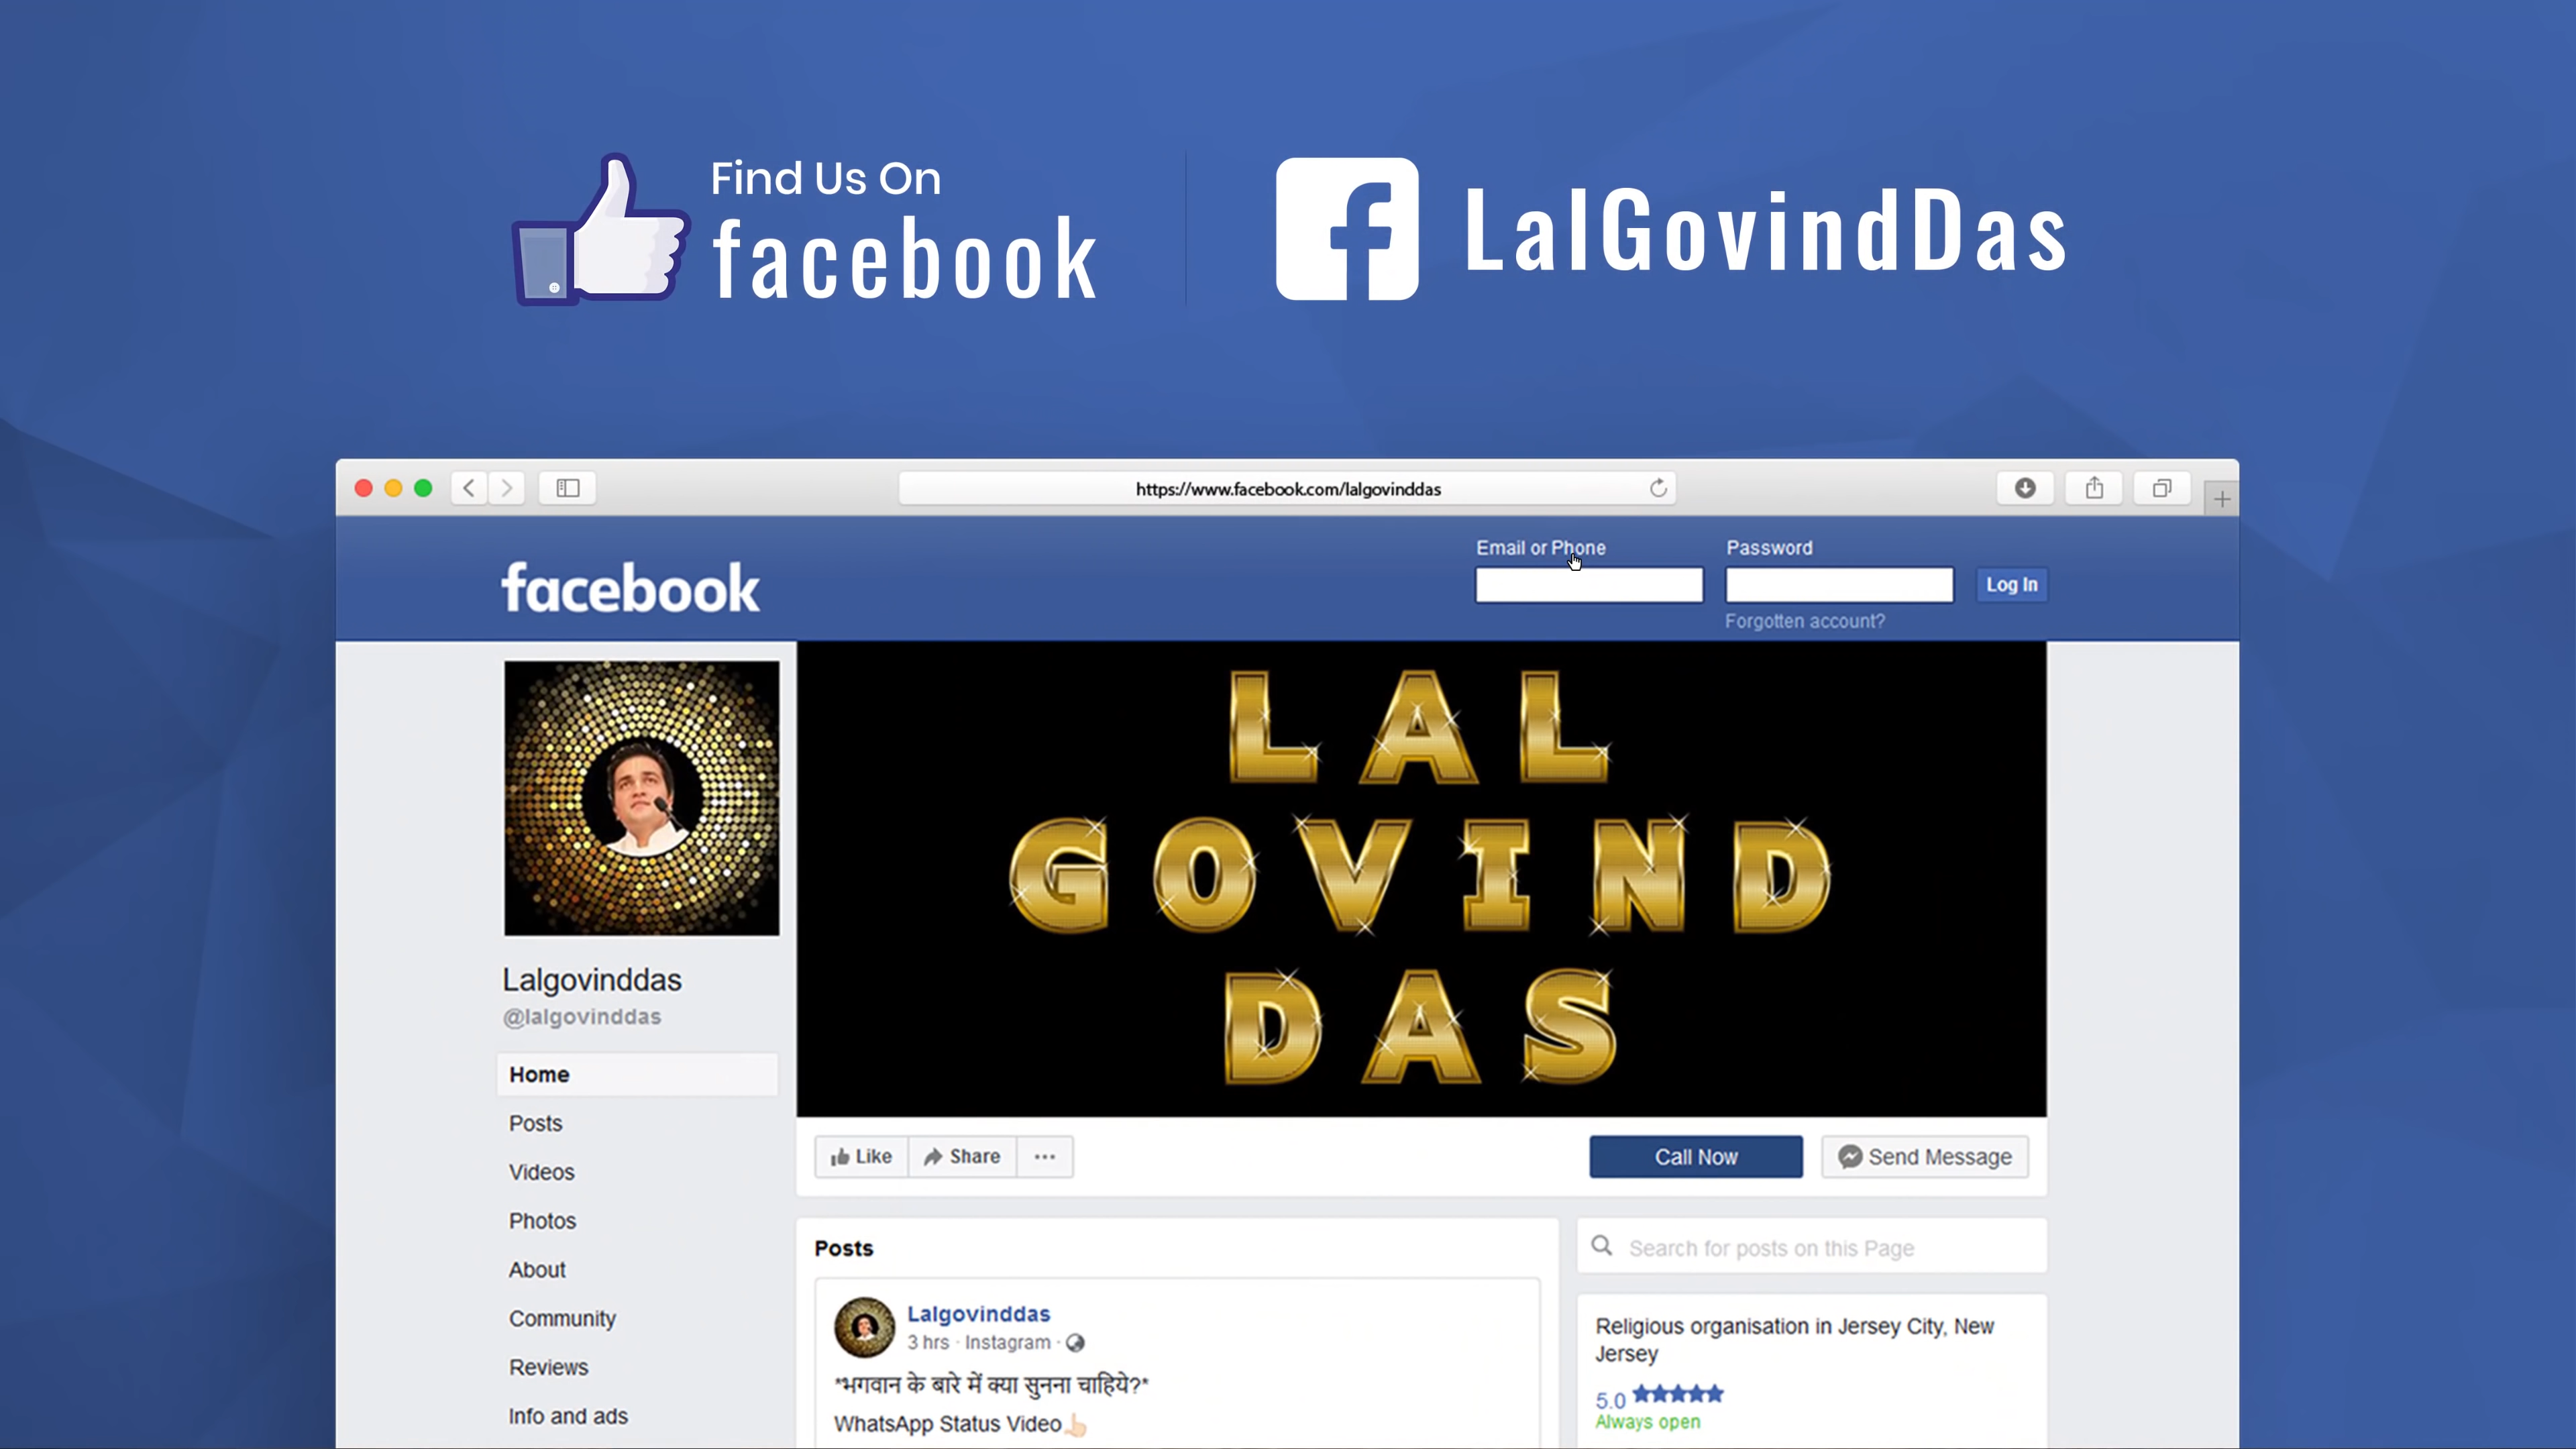 Find Us On
facebook
LalGovindDas
https://www.facebook.com/lalgovinddas
facebook
Email or Phone
Password
Log In
Forgotten account?
LAL
GOVIND
DAS
Lalgovinddas
@lalgovinddas
Home
Posts
Videos
Photos
About
Community
Reviews
Info and ads
Like
Share
Call Now
Send Message
Posts
Lalgovinddas
3 hrs · Instagram ·
*भगवान के बारे में क्या सुनना चाहिये?*
WhatsApp Status Video
Search for posts on this Page
Religious organisation in Jersey City, New
Jersey
5.0
Always open